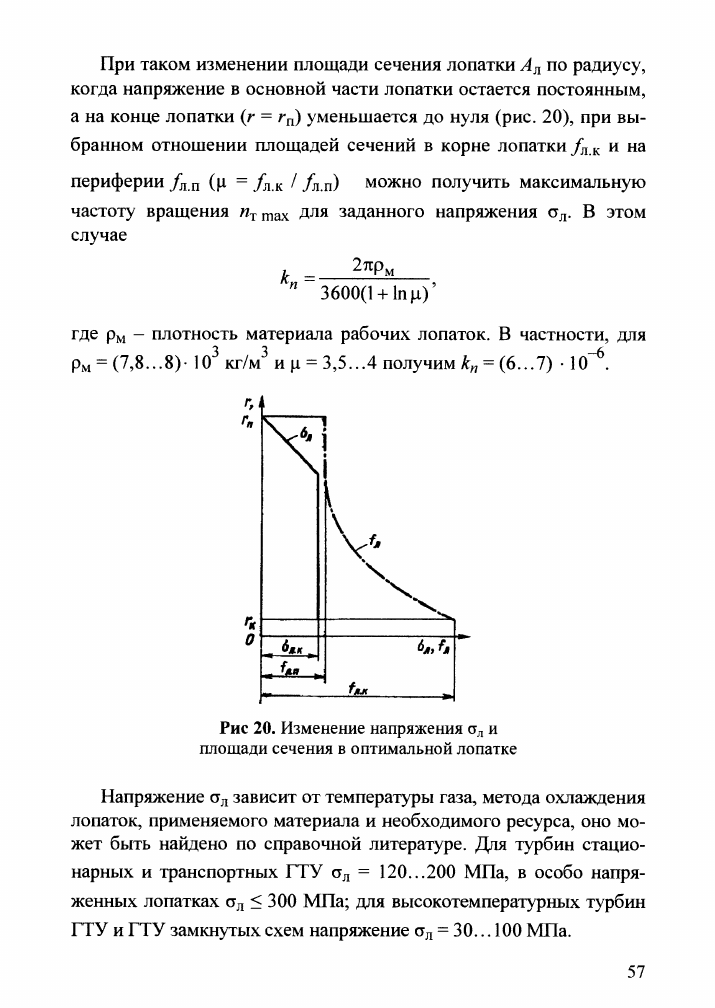 При таком изменении площади сечения лопатки Aл по радиусу,
когда напряжение в основной части лопатки остается постоянным,
а на конце лопатки (r = rп) уменьшается до нуля (рис. 20), при вы-
бранном отношении площадей сечений в корне лопатки fл.к и на
периферии fл.п (μ = fл.к / fл.п) можно получить максимальную
частоту вращения nт max для заданного напряжения σл. В этом
случае
kn = 2πρм / 3600(1 + ln μ),
где ρм – плотность материала рабочих лопаток. В частности, для
ρм = (7,8...8)· 10³ кг/м³ и μ = 3,5...4 получим kn = (6...7) · 10⁻⁶.
r,
rп
бл
fл
rк
0
бл.к
бл, fл
fл.п
fл.к
Рис 20. Изменение напряжения σл и
площади сечения в оптимальной лопатке
Напряжение σл зависит от температуры газа, метода охлаждения
лопаток, применяемого материала и необходимого ресурса, оно мо-
жет быть найдено по справочной литературе. Для турбин стацио-
нарных и транспортных ГТУ σл = 120...200 МПа, в особо напря-
женных лопатках σл ≤ 300 МПа; для высокотемпературных турбин
ГТУ и ГТУ замкнутых схем напряжение σл = 30...100 МПа.
57